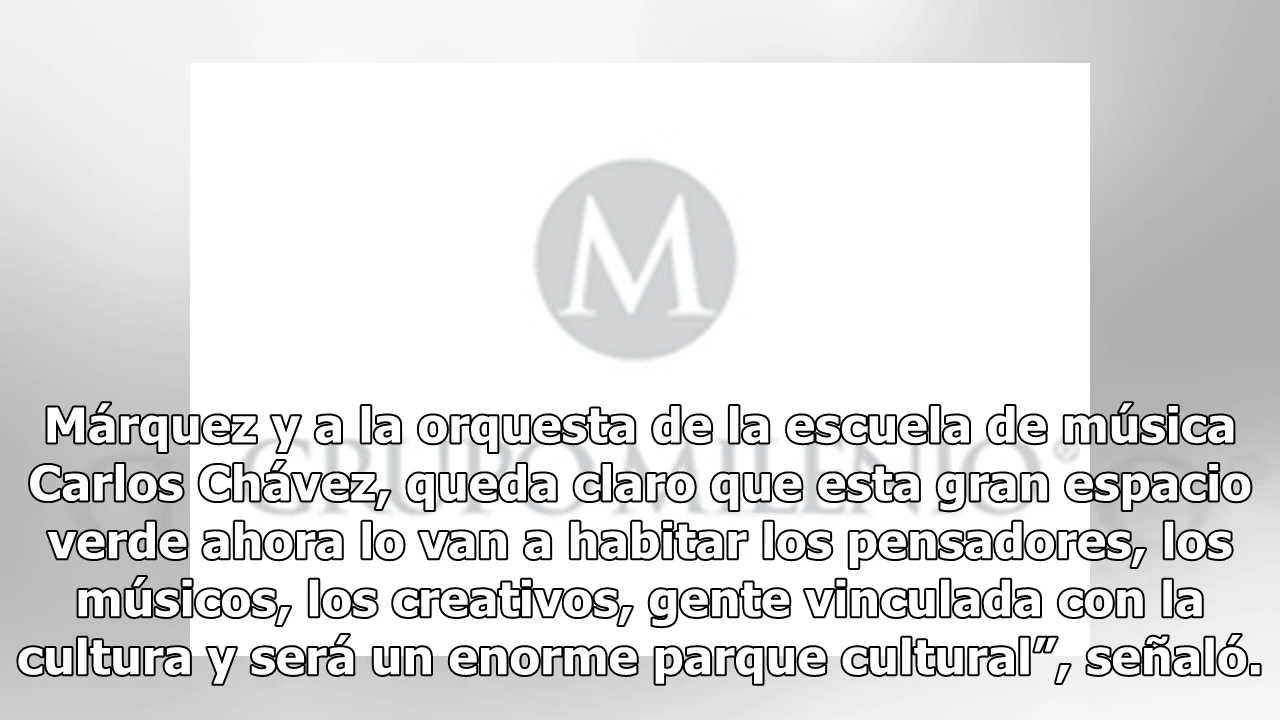 M
Márquez y a la orquesta de la escuela de música
GRUPO MILENIO®
Carlos Chávez, queda claro que esta gran espacio
verde ahora lo van a habitar los pensadores, los
músicos, los creativos, gente vinculada con la
cultura y será un enorme parque cultural”, señaló.